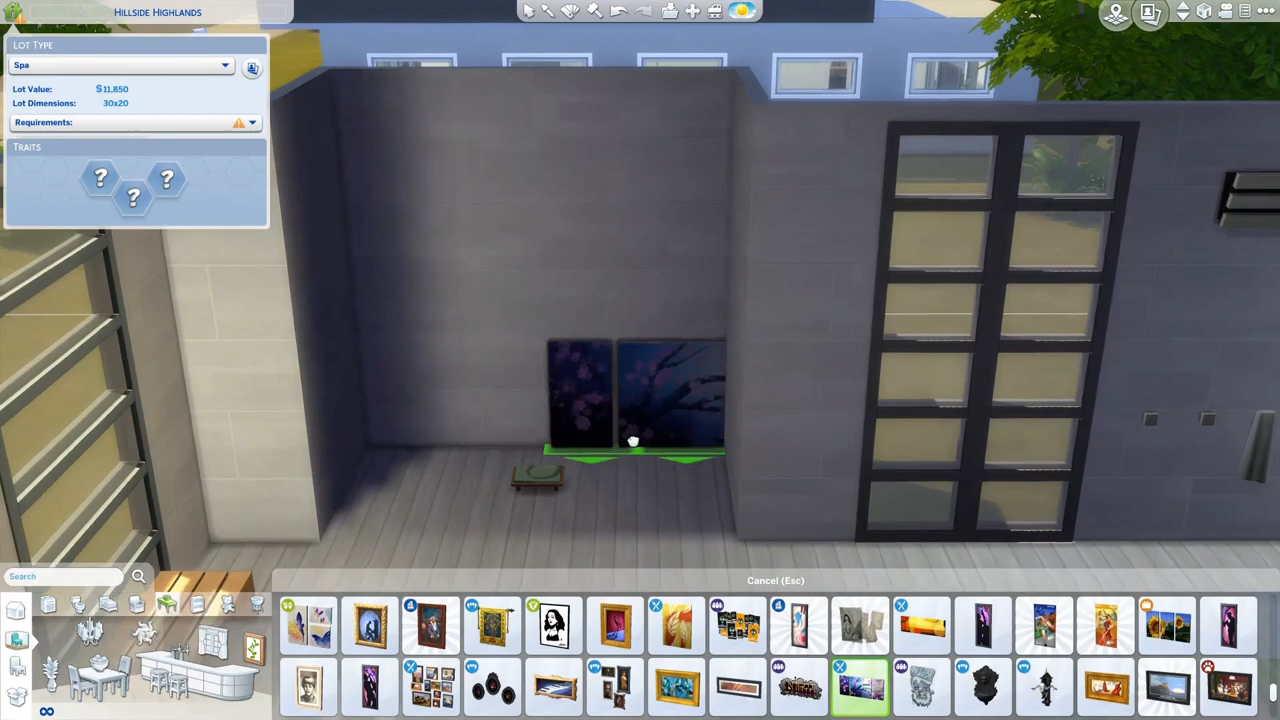 HILLSIDE HIGHLANDS
LOT TYPE
Spa
Lot Value: §11,850
Lot Dimensions: 30x20
Requirements:
TRAITS
? ? ?
Cancel (Esc)
Search